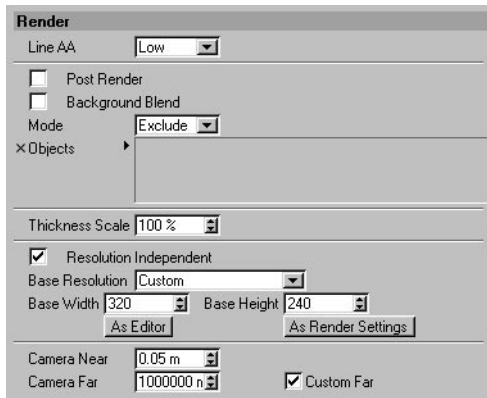 Render
Line AA Low
Post Render
Background Blend
Mode Exclude
Objects
Thickness Scale 100 %
Resolution Independent
Base Resolution Custom
Base Width 320 Base Height 240
As Editor As Render Settings
Camera Near 0.05 m
Camera Far 1000000 n Custom Far